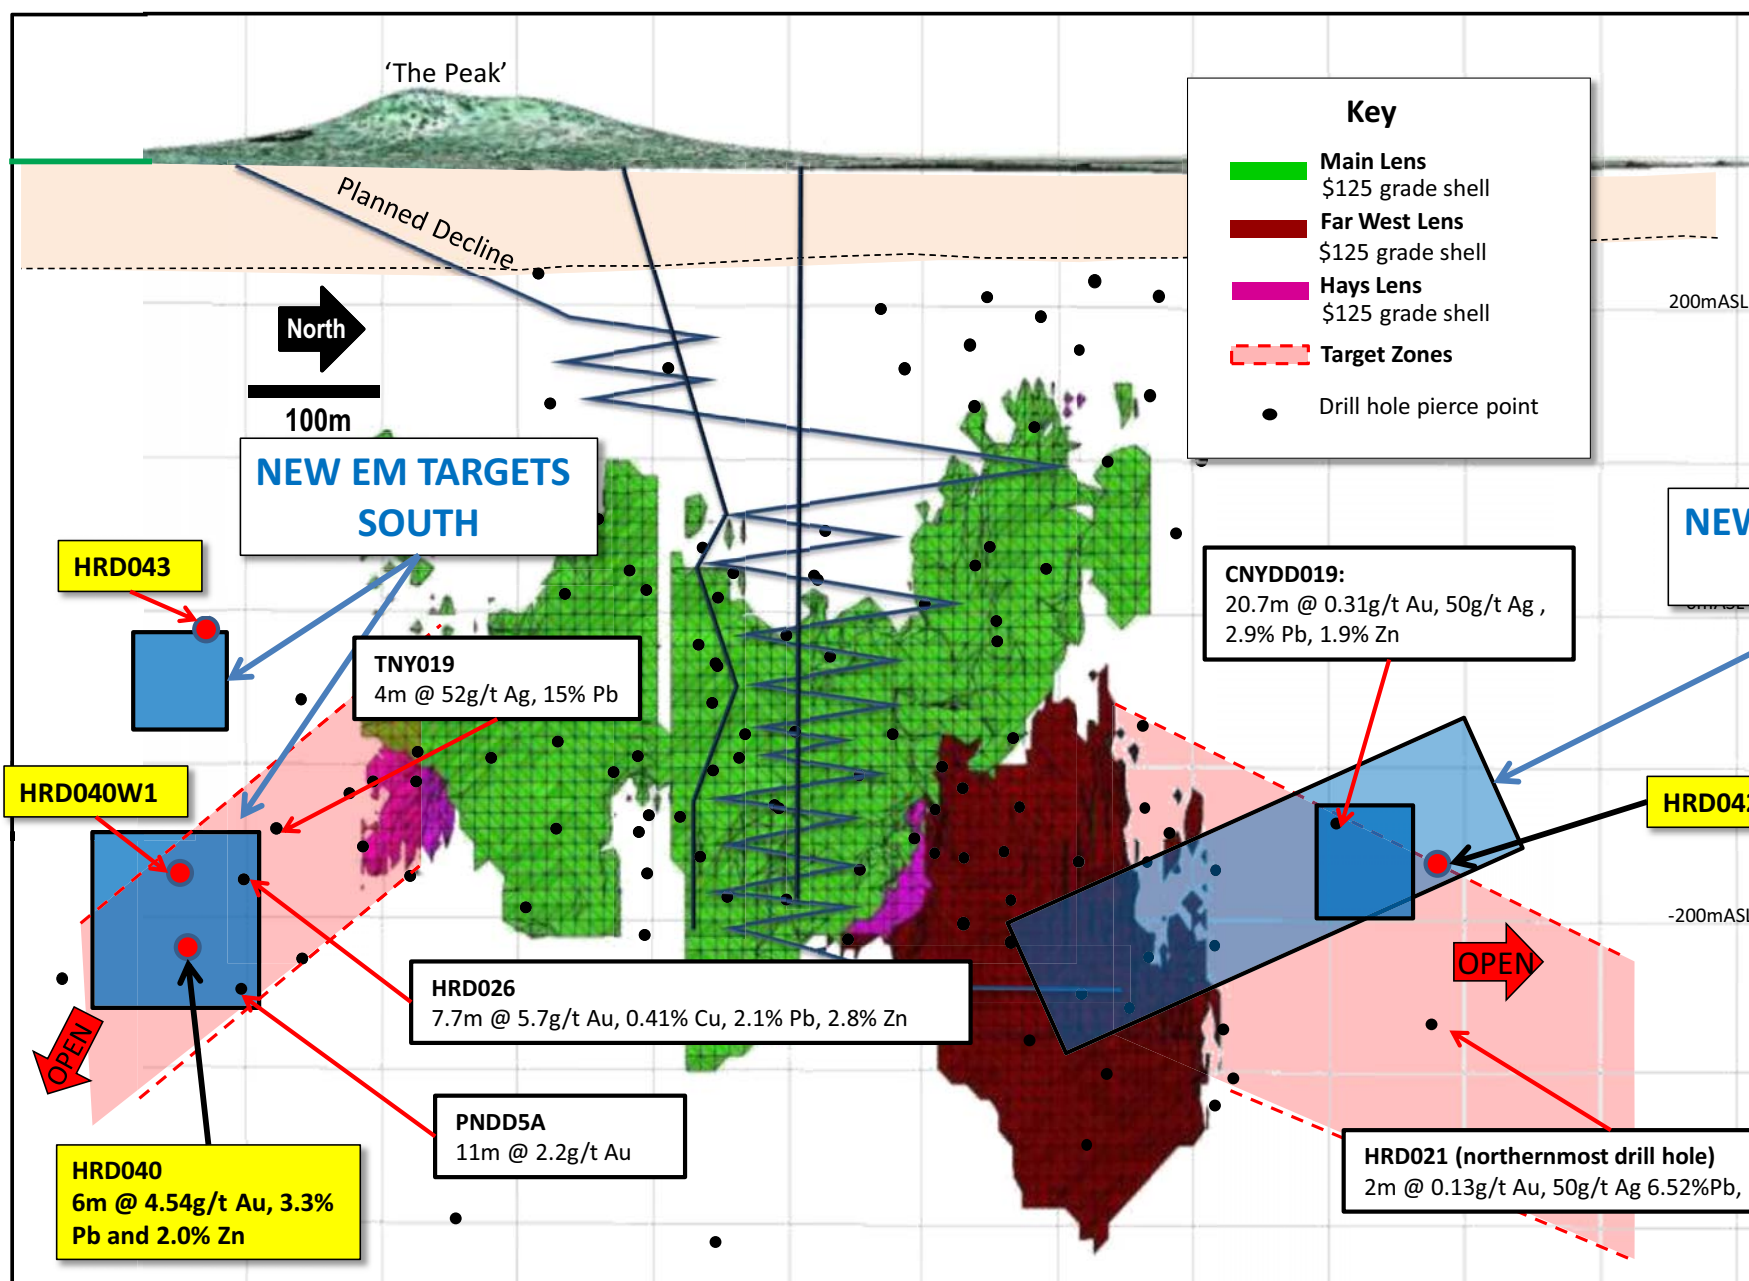 'The Peak'
Planned Decline
North
100m
Key
Main Lens
$125 grade shell
Far West Lens
$125 grade shell
Hays Lens
$125 grade shell
Target Zones
Drill hole pierce point
200mASL
NEW EM TARGETS
SOUTH
NEW
HRD043
CNYDD019:
20.7m @ 0.31g/t Au, 50g/t Ag ,
2.9% Pb, 1.9% Zn
TNY019
4m @ 52g/t Ag, 15% Pb
HRD040W1
HRD042
-200mASL
OPEN
HRD026
7.7m @ 5.7g/t Au, 0.41% Cu, 2.1% Pb, 2.8% Zn
OPEN
PNDD5A
11m @ 2.2g/t Au
HRD040
6m @ 4.54g/t Au, 3.3%
Pb and 2.0% Zn
HRD021 (northernmost drill hole)
2m @ 0.13g/t Au, 50g/t Ag 6.52%Pb,